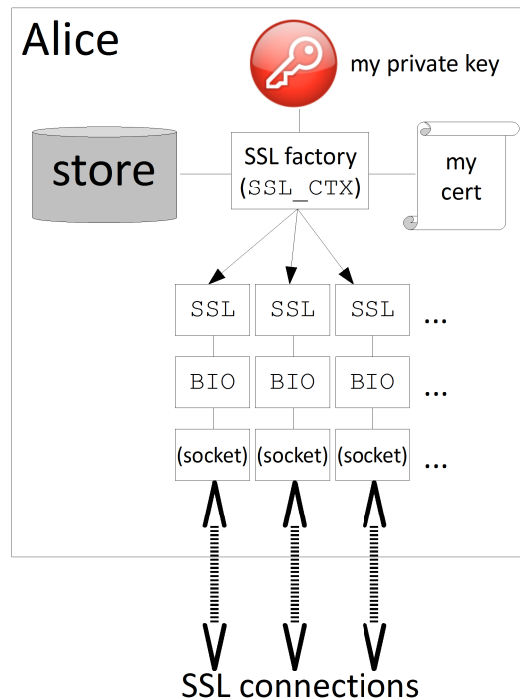 Alice
my private key
store
SSL factory
(SSL_CTX)
my
cert
SSL SSL SSL ...
BIO BIO BIO ...
(socket) (socket) (socket) ...
SSL connections